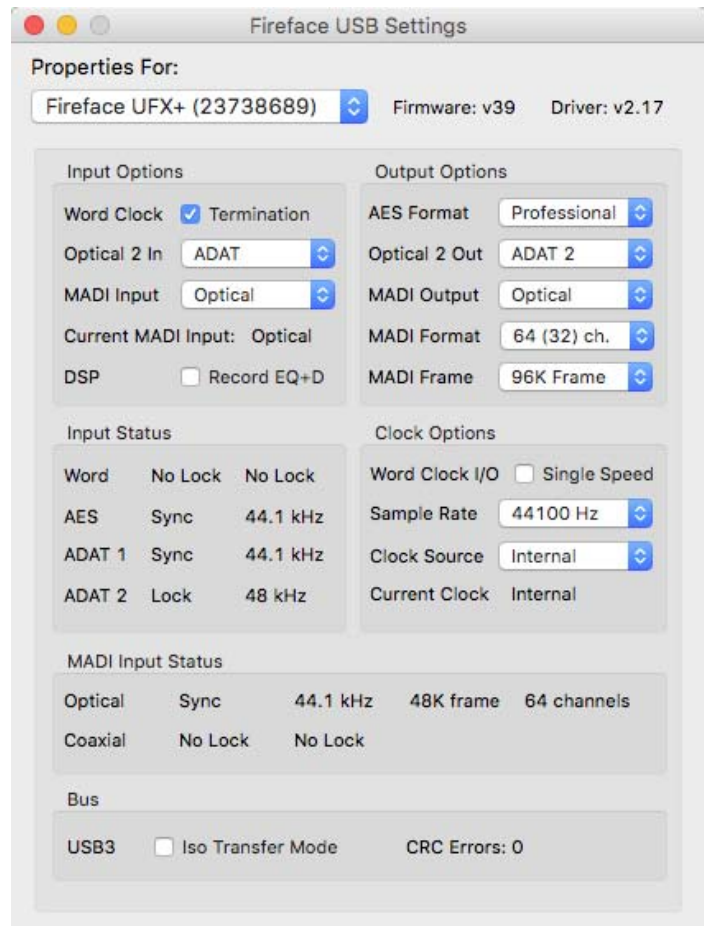 Fireface USB Settings
Properties For:
Fireface UFX+ (23738689) Firmware: v39 Driver: v2.17
Input Options
Word Clock Termination
Optical 2 In ADAT
MADI Input Optical
Current MADI Input: Optical
DSP Record EQ+D
Output Options
AES Format Professional
Optical 2 Out ADAT 2
MADI Output Optical
MADI Format 64 (32) ch.
MADI Frame 96K Frame
Input Status
Word No Lock No Lock
AES Sync 44.1 kHz
ADAT 1 Sync 44.1 kHz
ADAT 2 Lock 48 kHz
Clock Options
Word Clock I/O Single Speed
Sample Rate 44100 Hz
Clock Source Internal
Current Clock Internal
MADI Input Status
Optical Sync 44.1 kHz 48K frame 64 channels
Coaxial No Lock No Lock
Bus
USB3 Iso Transfer Mode CRC Errors: 0